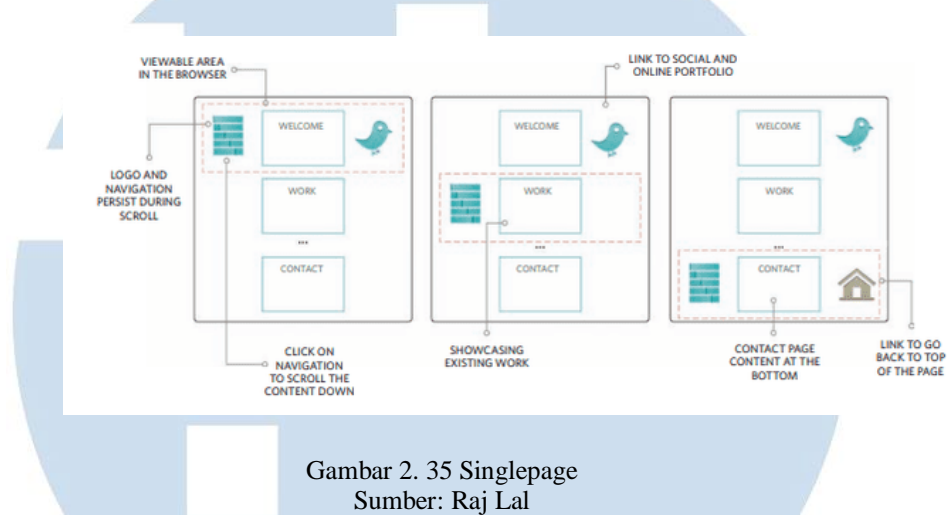 VIEWABLE AREA
IN THE BROWSER
LINK TO SOCIAL AND
ONLINE PORTFOLIO
WELCOME
WORK
...
CONTACT
LOGO AND
NAVIGATION
PERSIST DURING
SCROLL
CLICK ON
NAVIGATION
TO SCROLL THE
CONTENT DOWN
WELCOME
WORK
...
CONTACT
SHOWCASING
EXISTING WORK
WELCOME
WORK
...
CONTACT
CONTACT PAGE
CONTENT AT THE
BOTTOM
LINK TO GO
BACK TO TOP
OF THE PAGE
Gambar 2. 35 Singlepage
Sumber: Raj Lal